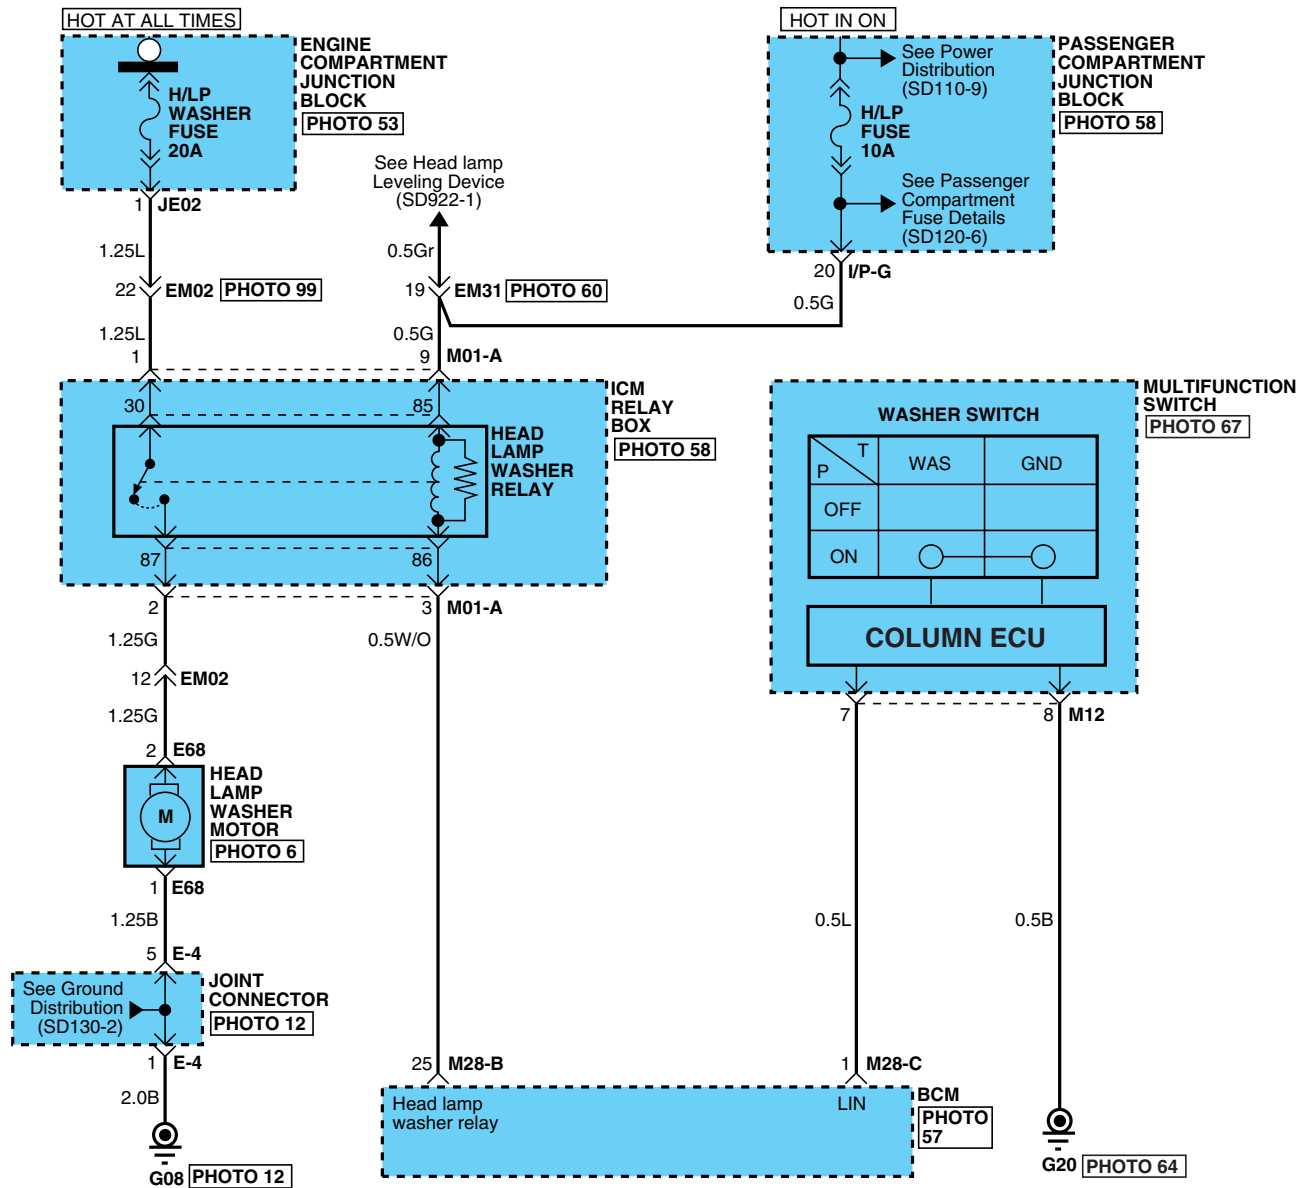 HOT AT ALL TIMES
ENGINE
COMPARTMENT
JUNCTION
BLOCK
PHOTO 53
H/LP
WASHER
FUSE
20A
1 JE02
1.25L
22 EM02 PHOTO 99
1.25L
1
See Head lamp
Leveling Device
(SD922-1)
0.5Gr
19 EM31 PHOTO 60
0.5G
9 M01-A
HOT IN ON
See Power
Distribution
(SD110-9)
H/LP
FUSE
10A
See Passenger
Compartment
Fuse Details
(SD120-6)
PASSENGER
COMPARTMENT
JUNCTION
BLOCK
PHOTO 58
20 I/P-G
0.5G
30
85
ICM
RELAY
BOX
PHOTO 58
HEAD
LAMP
WASHER
RELAY
87
86
2
3 M01-A
1.25G
0.5W/O
12 EM02
1.25G
2 E68
M
HEAD
LAMP
WASHER
MOTOR
PHOTO 6
1 E68
1.25B
5 E-4
See Ground
Distribution
(SD130-2)
JOINT
CONNECTOR
PHOTO 12
1 E-4
2.0B
G08 PHOTO 12
MULTIFUNCTION
SWITCH
PHOTO 67
WASHER SWITCH
P T WAS GND
OFF
ON
COLUMN ECU
7
8 M12
0.5L
0.5B
25 M28-B
1 M28-C
Head lamp
washer relay
LIN
BCM
PHOTO
57
G20 PHOTO 64